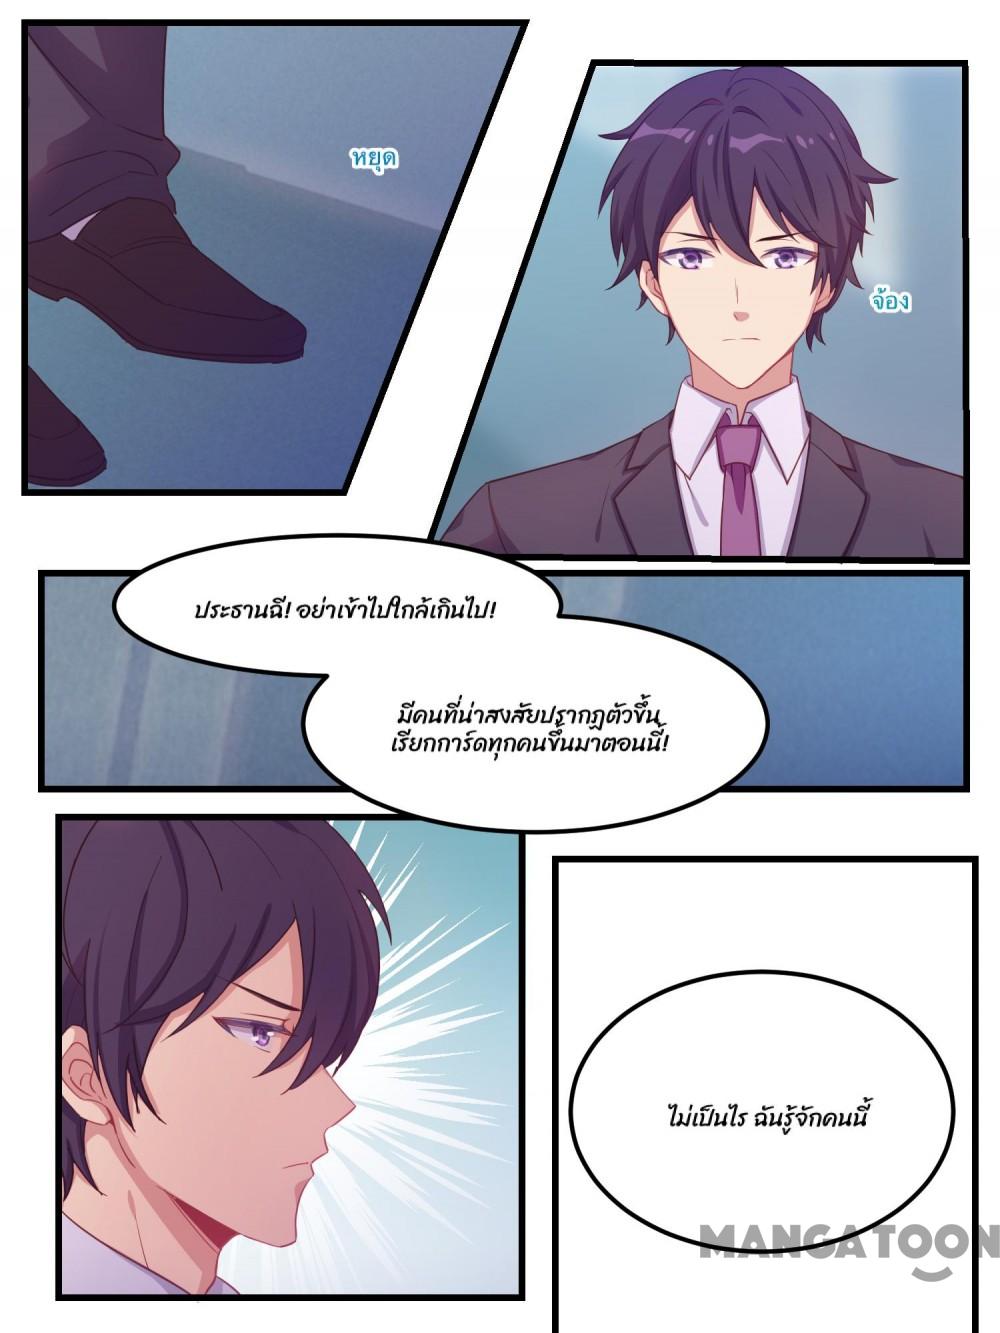 หยุด
จ้อง
ประธานฉี! อย่าเข้าไปใกล้เกินไป!
มีคนที่น่าสงสัยปรากฏตัวขึ้น
เรียกการ์ดทุกคนขึ้นมาตอนนี้!
ไม่เป็นไร ฉันรู้จักคนนี้
MANGATOON